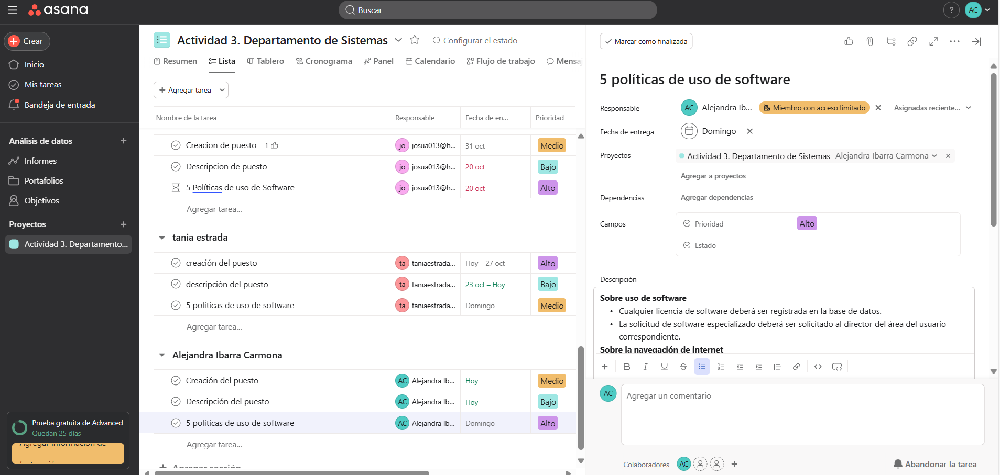 asana
Buscar
?
AC
Crear
Inicio
Mis tareas
Bandeja de entrada
Análisis de datos
Informes
Portafolios
Objetivos
Proyectos
Actividad 3. Departamento...
Prueba gratuita de Advanced
Quedan 25 días
Agregar información de
facturación
Actividad 3. Departamento de Sistemas
Configurar el estado
Resumen
Lista
Tablero
Cronograma
Panel
Calendario
Flujo de trabajo
Mensaj
Agregar tarea
Nombre de la tarea Responsable Fecha de en... Prioridad
Creacion de puesto 1 jo josua013@h... 31 oct Medio
Descripcion de puesto jo josua013@h... 20 oct Bajo
5 Políticas de uso de Software jo josua013@h... 20 oct Alto
Agregar tarea...
tania estrada
creación del puesto ta taniaestrada... Hoy – 27 oct Alto
descripción del puesto ta taniaestrada... 23 oct – Hoy Bajo
5 políticas de uso de software ta taniaestrada... Domingo Medio
Agregar tarea...
Alejandra Ibarra Carmona
Creación del puesto AC Alejandra Ib... Hoy Medio
Descripción del puesto AC Alejandra Ib... Hoy Bajo
5 políticas de uso de software AC Alejandra Ib... Domingo Alto
Agregar tarea...
Agregar sección
Marcar como finalizada
5 políticas de uso de software
Responsable AC Alejandra Ib... Miembro con acceso limitado Asignadas reciente...
Fecha de entrega Domingo
Proyectos Actividad 3. Departamento de Sistemas Alejandra Ibarra Carmona
Agregar a proyectos
Dependencias Agregar dependencias
Campos Prioridad Alto
Estado —
Descripción
Sobre uso de software
• Cualquier licencia de software deberá ser registrada en la base de datos.
• La solicitud de software especializado deberá ser solicitado al director del área del usuario
correspondiente.
Sobre la navegación de internet
B I U S
AC Agregar un comentario
Colaboradores AC
Abandonar la tarea